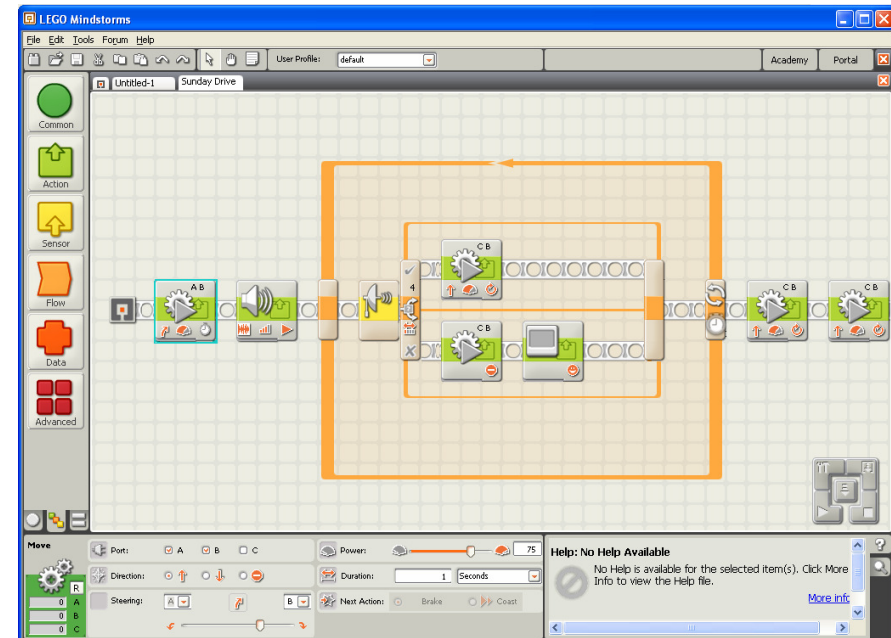 LEGO Mindstorms
File Edit Tools Forum Help
User Profile: default Academy Portal
Untitled-1 Sunday Drive
Common
Action
Sensor
Flow
Data
Advanced
A B
C B
4
C B
C B
C B
Move
Port: A B C
Direction:
Steering: A B
Power: 75
Duration: 1 Seconds
Next Action: Brake Coast
R
0 A
0 B
0 C
Help: No Help Available
No Help is available for the selected item(s). Click More
Info to view the Help file.
More info
?